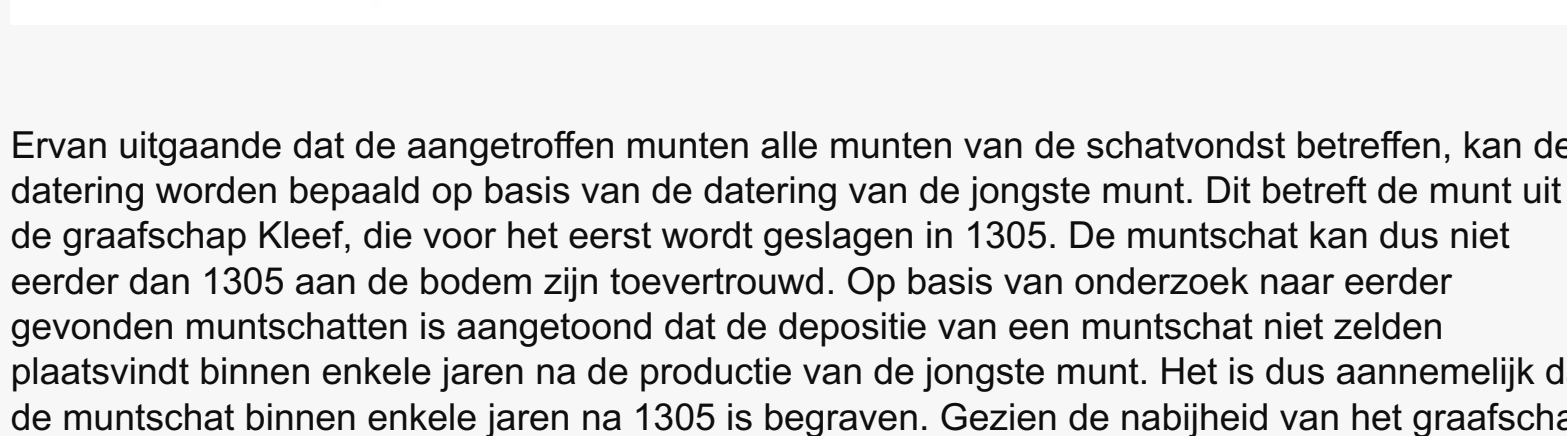 Ervan uitgaande dat de aangetroffen munten alle munten van de schatvondst betreffen, kan de
datering worden bepaald op basis van de datering van de jongste munt. Dit betreft de munt uit
de graafschap Kleef, die voor het eerst wordt geslagen in 1305. De muntschat kan dus niet
eerder dan 1305 aan de bodem zijn toevertrouwd. Op basis van onderzoek naar eerder
gevonden muntschatten is aangetoond dat de depositie van een muntschat niet zelden
plaatsvindt binnen enkele jaren na de productie van de jongste munt. Het is dus aannemelijk d
de muntschat binnen enkele jaren na 1305 is begraven. Gezien de nabijheid van het graafscha